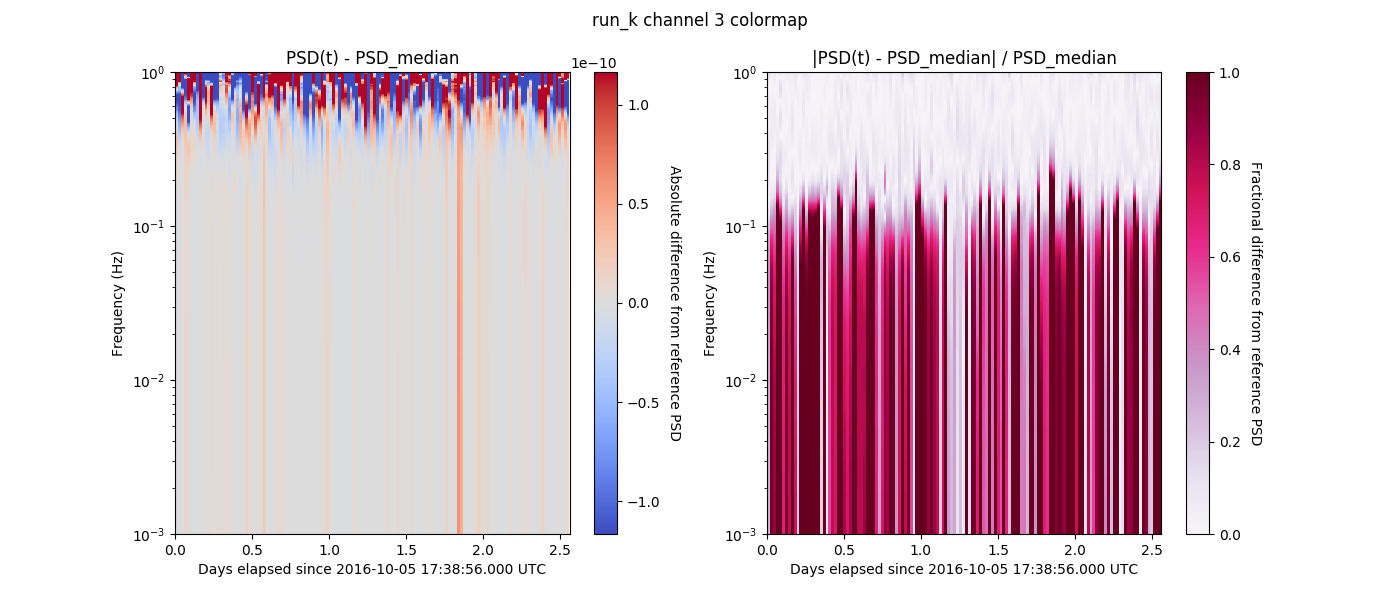 run_k channel 3 colormap
PSD(t) - PSD_median
1e−10
10⁰
10⁻¹
10⁻²
10⁻³
Frequency (Hz)
0.0 0.5 1.0 1.5 2.0 2.5
Days elapsed since 2016-10-05 17:38:56.000 UTC
1.0
0.5
0.0
−0.5
−1.0
Absolute difference from reference PSD
|PSD(t) - PSD_median| / PSD_median
10⁰
10⁻¹
10⁻²
10⁻³
Frequency (Hz)
0.0 0.5 1.0 1.5 2.0 2.5
Days elapsed since 2016-10-05 17:38:56.000 UTC
1.0
0.8
0.6
0.4
0.2
0.0
Fractional difference from reference PSD